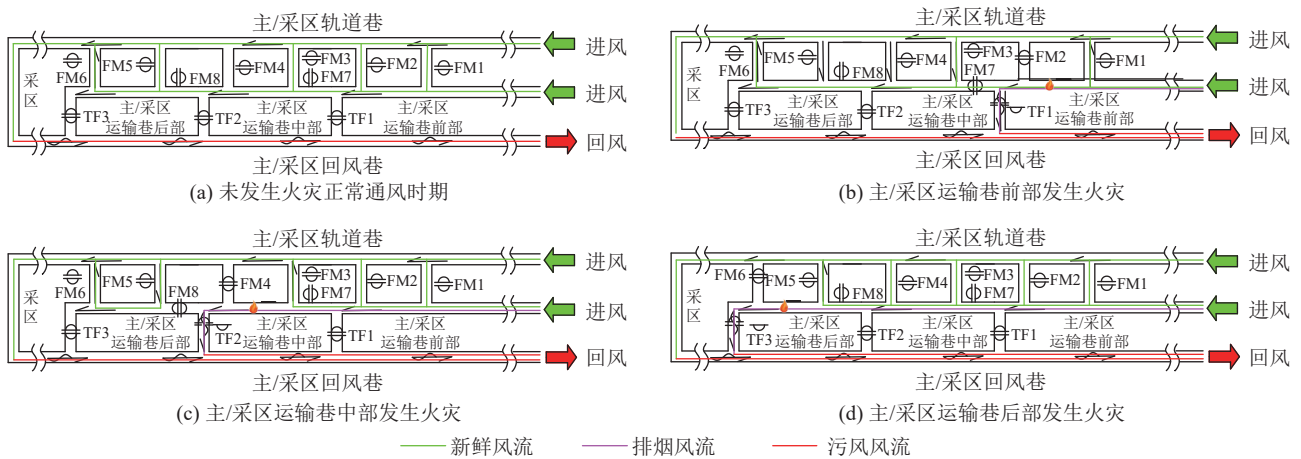 主/采区轨道巷
进风
采
区
FM6
FM5
FM8
FM4
FM3
FM7
FM2
FM1
进风
TF3
主/采区
运输巷后部
TF2
主/采区
运输巷中部
TF1
主/采区
运输巷前部
回风
主/采区回风巷
(a) 未发生火灾正常通风时期
主/采区轨道巷
进风
采
区
FM6
FM5
FM8
FM4
FM3
FM7
FM2
FM1
进风
TF3
主/采区
运输巷后部
TF2
主/采区
运输巷中部
TF1
主/采区
运输巷前部
回风
主/采区回风巷
(b) 主/采区运输巷前部发生火灾
主/采区轨道巷
进风
采
区
FM6
FM5
FM8
FM4
FM3
FM7
FM2
FM1
进风
TF3
主/采区
运输巷后部
TF2
主/采区
运输巷中部
TF1
主/采区
运输巷前部
回风
主/采区回风巷
(c) 主/采区运输巷中部发生火灾
主/采区轨道巷
进风
采
区
FM6
FM5
FM8
FM4
FM3
FM7
FM2
FM1
进风
TF3
主/采区
运输巷后部
TF2
主/采区
运输巷中部
TF1
主/采区
运输巷前部
回风
主/采区回风巷
(d) 主/采区运输巷后部发生火灾
新鲜风流
排烟风流
污风风流